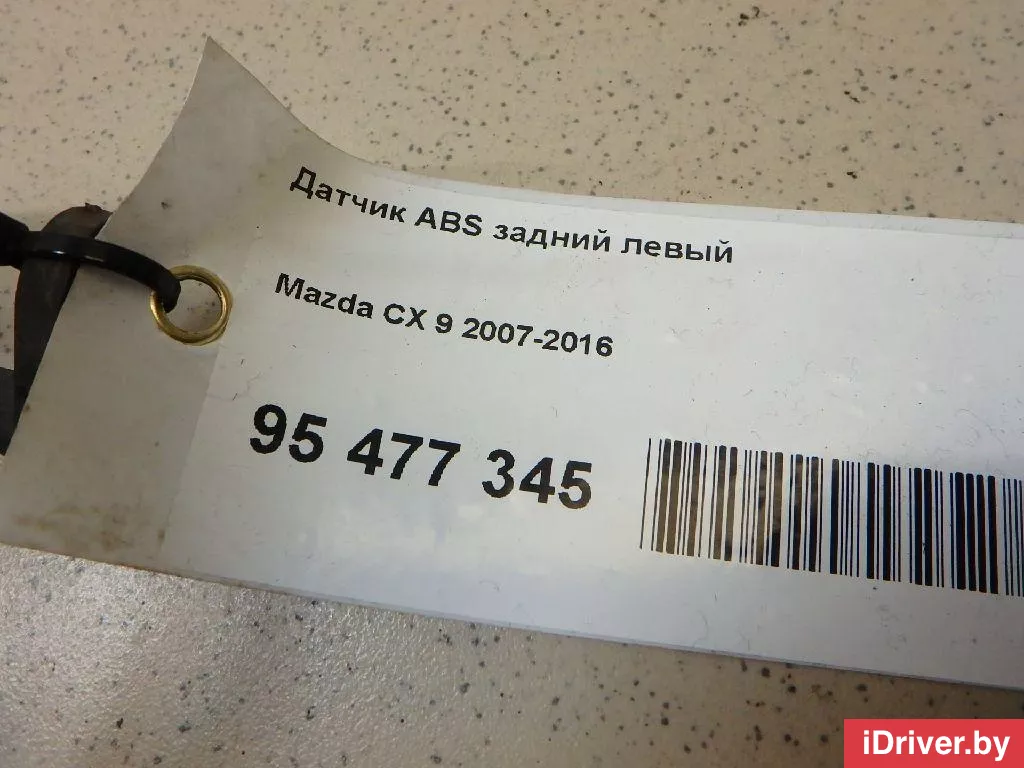 Датчик ABS задний левый
Mazda CX 9 2007-2016
95 477 345
iDriver.by